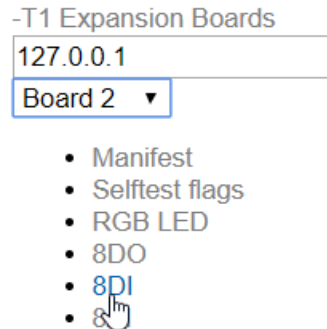 -T1 Expansion Boards
127.0.0.1
Board 2
Manifest
Selftest flags
RGB LED
8DO
8DI